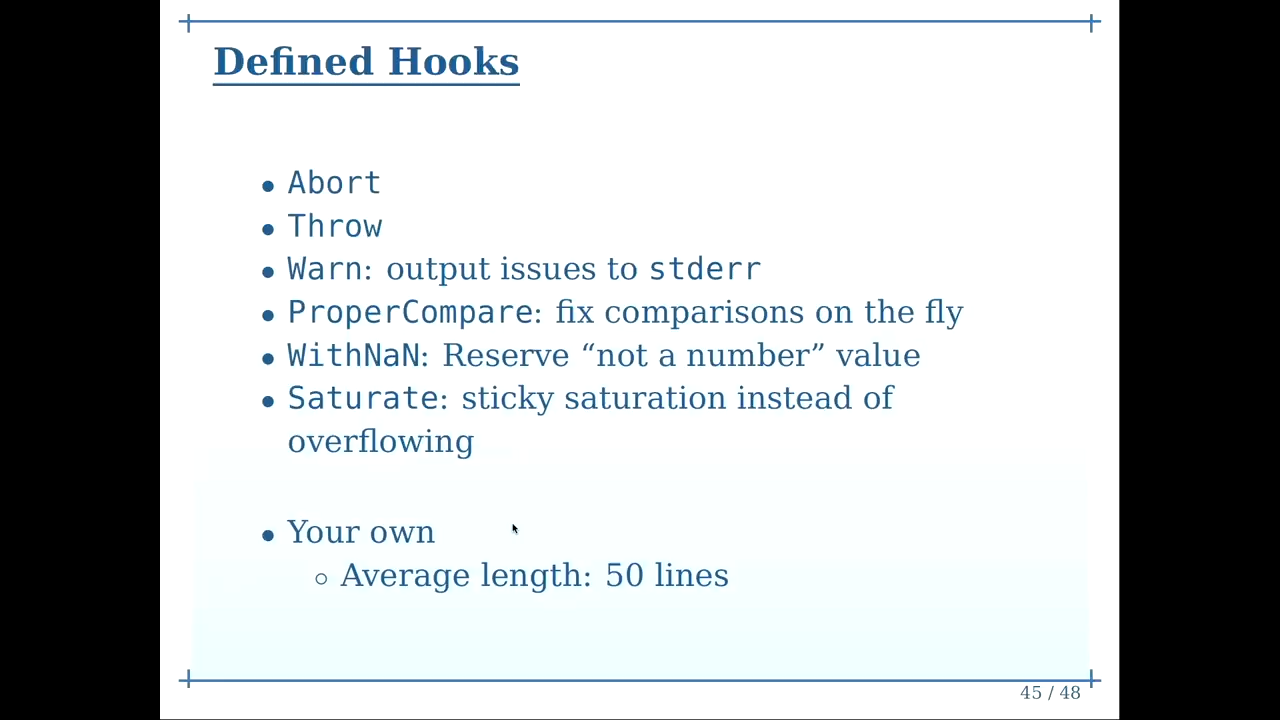 Defined Hooks
• Abort
• Throw
• Warn: output issues to stderr
• ProperCompare: fix comparisons on the fly
• WithNaN: Reserve “not a number” value
• Saturate: sticky saturation instead of
overflowing
• Your own
◦ Average length: 50 lines
45 / 48